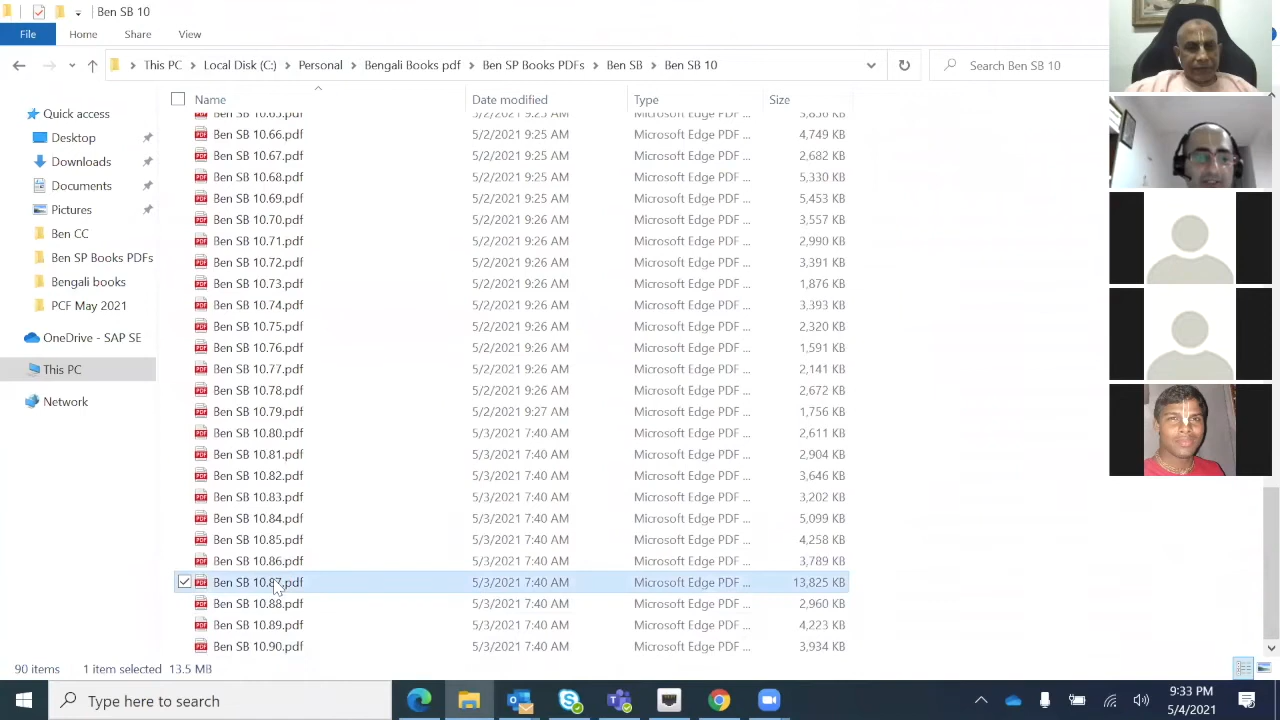 Ben SB 10
File Home Share View
This PC Local Disk (C:) Personal Bengali books pdf Ben SP Books PDFs Ben SB Ben SB 10 Search Ben SB 10
Name Date modified Type Size
Quick access
Desktop
Downloads
Documents
Pictures
Ben CC
Ben SP Books PDFs
Bengali books
PCF May 2021
OneDrive - SAP SE
This PC
Network
Ben SB 10.66.pdf 5/2/2021 9:25 AM Microsoft Edge PDF ... 4,749 KB
Ben SB 10.67.pdf 5/2/2021 9:25 AM Microsoft Edge PDF ... 2,682 KB
Ben SB 10.68.pdf 5/2/2021 9:25 AM Microsoft Edge PDF ... 5,330 KB
Ben SB 10.69.pdf 5/2/2021 9:25 AM Microsoft Edge PDF ... 5,453 KB
Ben SB 10.70.pdf 5/2/2021 9:26 AM Microsoft Edge PDF ... 3,557 KB
Ben SB 10.71.pdf 5/2/2021 9:26 AM Microsoft Edge PDF ... 2,990 KB
Ben SB 10.72.pdf 5/2/2021 9:26 AM Microsoft Edge PDF ... 3,391 KB
Ben SB 10.73.pdf 5/2/2021 9:26 AM Microsoft Edge PDF ... 1,876 KB
Ben SB 10.74.pdf 5/2/2021 9:26 AM Microsoft Edge PDF ... 3,393 KB
Ben SB 10.75.pdf 5/2/2021 9:26 AM Microsoft Edge PDF ... 2,320 KB
Ben SB 10.76.pdf 5/2/2021 9:26 AM Microsoft Edge PDF ... 1,591 KB
Ben SB 10.77.pdf 5/2/2021 9:26 AM Microsoft Edge PDF ... 2,141 KB
Ben SB 10.78.pdf 5/2/2021 9:26 AM Microsoft Edge PDF ... 2,672 KB
Ben SB 10.79.pdf 5/2/2021 9:27 AM Microsoft Edge PDF ... 1,756 KB
Ben SB 10.80.pdf 5/3/2021 7:40 AM Microsoft Edge PDF ... 2,611 KB
Ben SB 10.81.pdf 5/3/2021 7:40 AM Microsoft Edge PDF ... 2,904 KB
Ben SB 10.82.pdf 5/3/2021 7:40 AM Microsoft Edge PDF ... 3,646 KB
Ben SB 10.83.pdf 5/3/2021 7:40 AM Microsoft Edge PDF ... 3,202 KB
Ben SB 10.84.pdf 5/3/2021 7:40 AM Microsoft Edge PDF ... 5,099 KB
Ben SB 10.85.pdf 5/3/2021 7:40 AM Microsoft Edge PDF ... 4,258 KB
Ben SB 10.86.pdf 5/3/2021 7:40 AM Microsoft Edge PDF ... 3,789 KB
Ben SB 10.87.pdf 5/3/2021 7:40 AM Microsoft Edge PDF ... 13,825 KB
Ben SB 10.88.pdf 5/3/2021 7:40 AM Microsoft Edge PDF ... 2,960 KB
Ben SB 10.89.pdf 5/3/2021 7:40 AM Microsoft Edge PDF ... 4,223 KB
Ben SB 10.90.pdf 5/3/2021 7:40 AM Microsoft Edge PDF ... 3,934 KB
90 items 1 item selected 13.5 MB
Type here to search
9:33 PM
5/4/2021